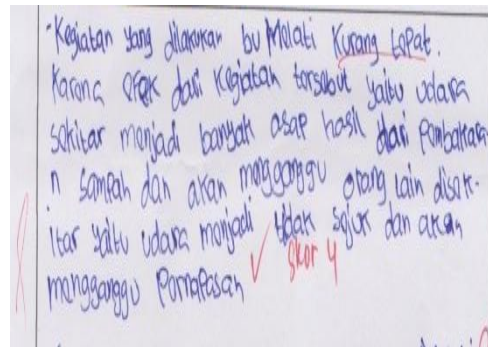 -Kegiatan yang dilakukan bu Melati kurang tepat.
Karena efek dari kegiatan tersebut yaitu udara
sekitar menjadi banyak asap hasil dari pembakara
n sampah dan akan mengganggu orang lain disek-
itar yaitu udara menjadi tidak sejuk dan akan
mengganggu pernapasan
skor 4